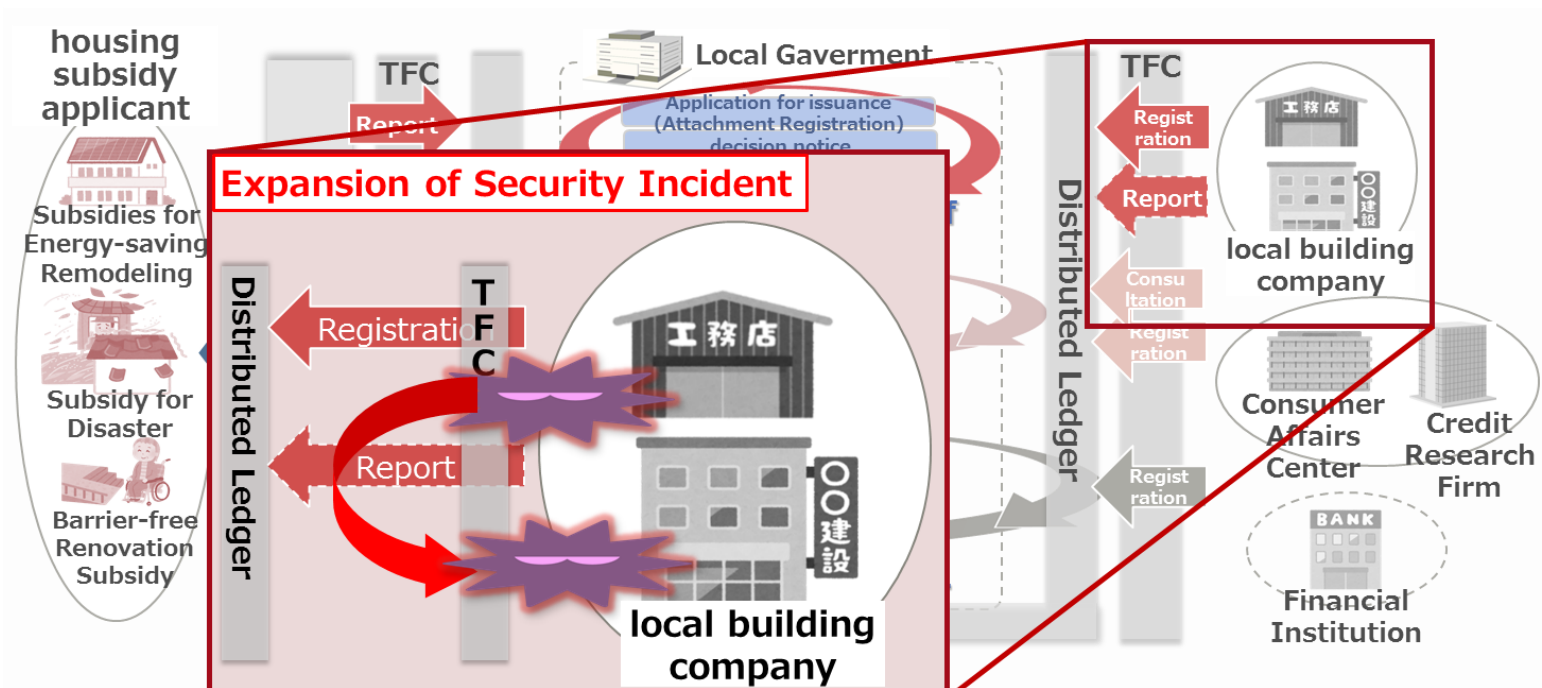 housing
subsidy
applicant
Subsidies for
Energy-saving
Remodeling
Subsidy for
Disaster
Barrier-free
Renovation
Subsidy
TFC
Report
Local Gaverment
Application for issuance
(Attachment Registration)
decision notice
Expansion of Security Incident
Distributed Ledger
TFC
Registration
Report
工務店
〇〇建設
local building
company
Distributed Ledger
TFC
Regist
ration
Report
Consu
ltation
Regist
ration
Regist
ration
工務店
〇〇建設
local building
company
Consumer
Affairs
Center
Credit
Research
Firm
BANK
Financial
Institution